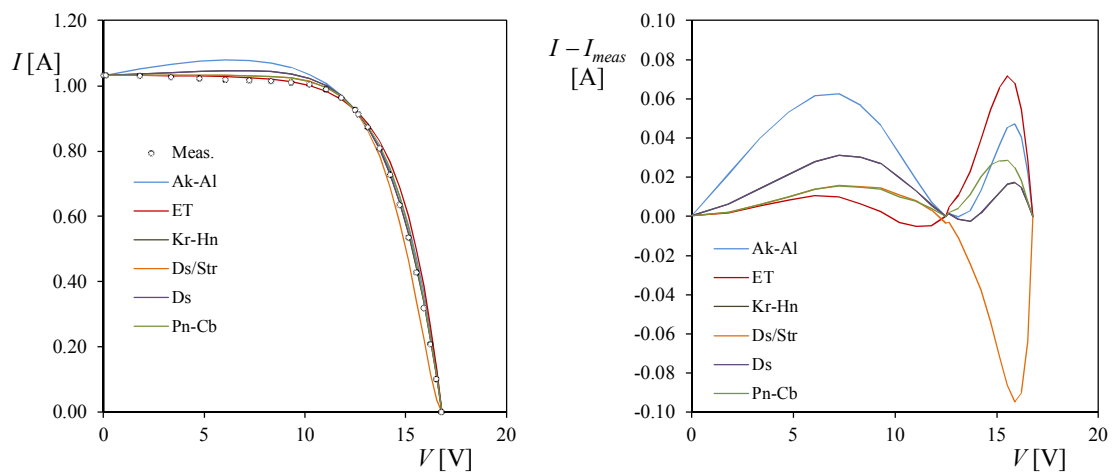 1.20
I [A]
1.00
0.80
0.60
0.40
0.20
0.00
Meas.
Ak-Al
ET
Kr-Hn
Ds/Str
Ds
Pn-Cb
0
5
10
15
20
V [V]
0.10
I – Imeas
[A]
0.08
0.06
0.04
0.02
0.00
-0.02
-0.04
-0.06
-0.08
-0.10
Ak-Al
ET
Kr-Hn
Ds/Str
Ds
Pn-Cb
0
5
10
15
20
V [V]